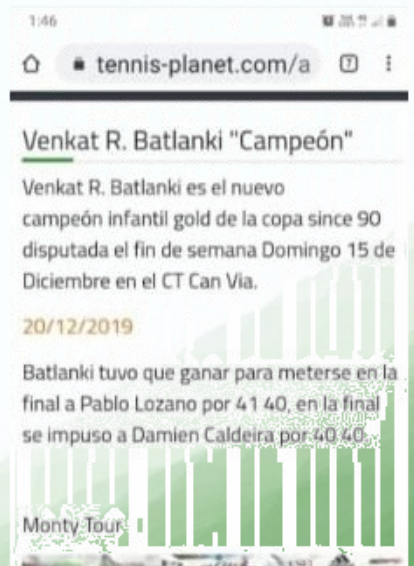 1:46
tennis-planet.com/a
7
Venkat R. Batlanki "Campeón"
Venkat R. Batlanki es el nuevo
campeón infantil gold de la copa since 90
disputada el fin de semana Domingo 15 de
Diciembre en el CT Can Via.
20/12/2019
Batlanki tuvo que ganar para meterse en la
final a Pablo Lozano por 41 40, en la final
se impuso a Damien Caldeira por 40 40.
Monty Tour